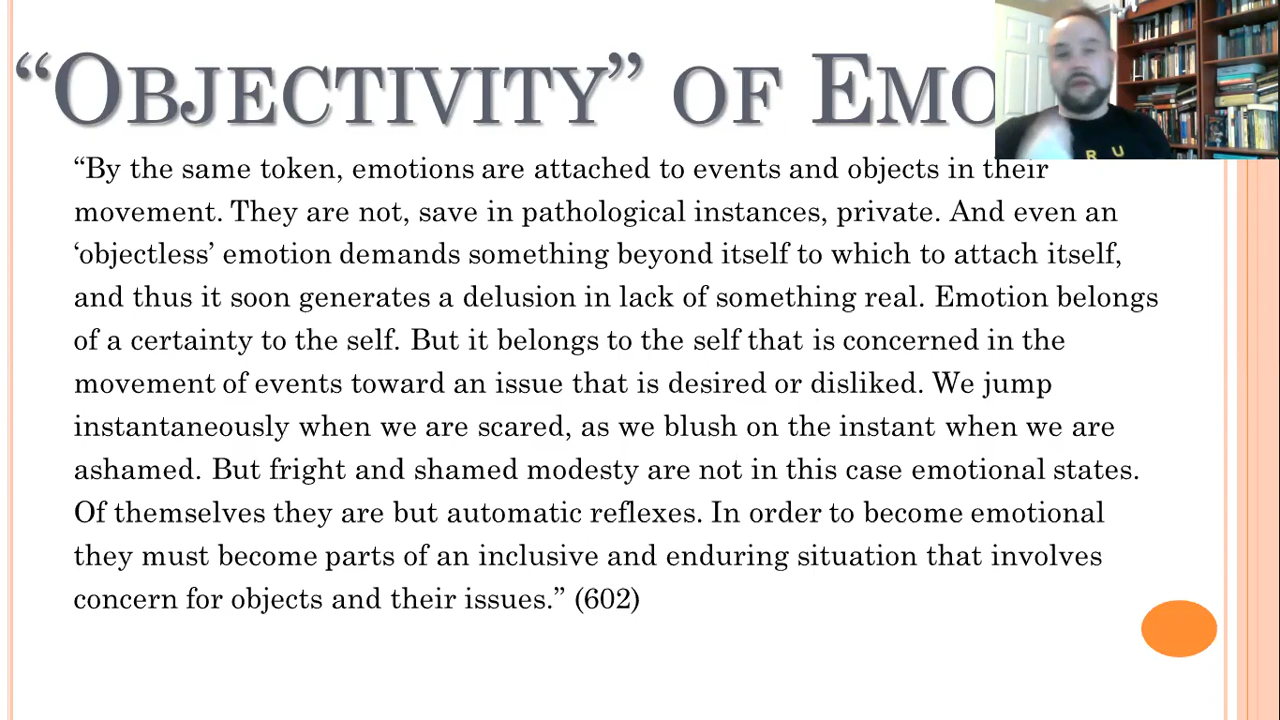 “OBJECTIVITY” OF EMO
“By the same token, emotions are attached to events and objects in their
movement. They are not, save in pathological instances, private. And even an
‘objectless’ emotion demands something beyond itself to which to attach itself,
and thus it soon generates a delusion in lack of something real. Emotion belongs
of a certainty to the self. But it belongs to the self that is concerned in the
movement of events toward an issue that is desired or disliked. We jump
instantaneously when we are scared, as we blush on the instant when we are
ashamed. But fright and shamed modesty are not in this case emotional states.
Of themselves they are but automatic reflexes. In order to become emotional
they must become parts of an inclusive and enduring situation that involves
concern for objects and their issues.” (602)
R U